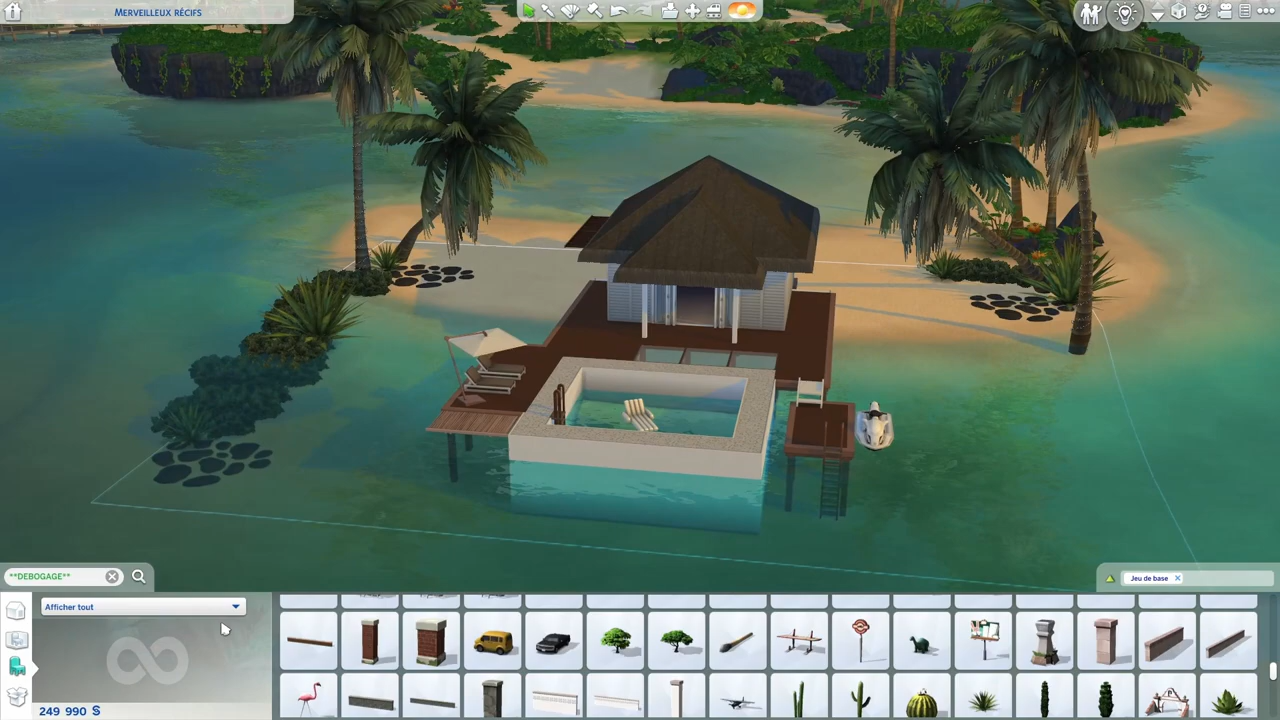 MERVEILLEUX RÉCIFS
**DEBOGAGE**
Jeu de base
Afficher tout
249 990 §